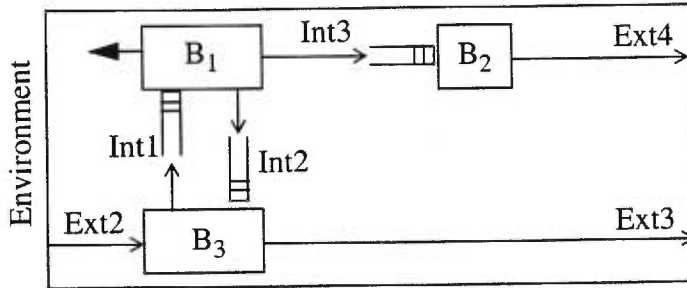 B1
Int3
B2
Ext4
Int1
Int2
Environment
Ext2
B3
Ext3